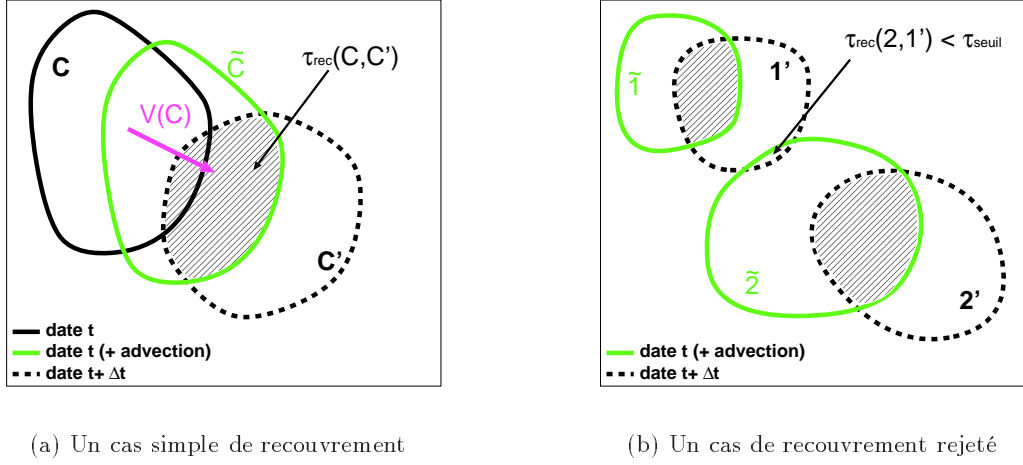 C
C̃
τrec(C,C')
V(C)
C'
date t
date t (+ advection)
date t+ Δt
(a) Un cas simple de recouvrement
τrec(2,1') < τseuil
1̃
1'
2̃
2'
date t (+ advection)
date t+ Δt
(b) Un cas de recouvrement rejeté